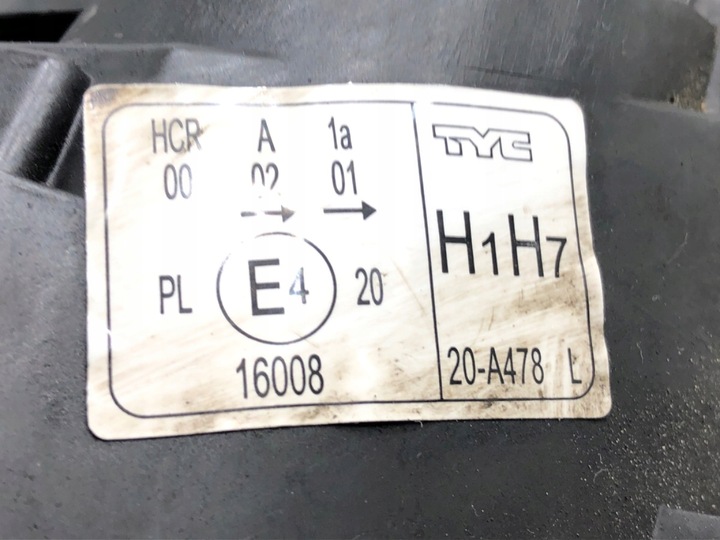 HCR A 1a
00 02 01
PL E4 20
16008
TYC
H1H7
20-A478 L